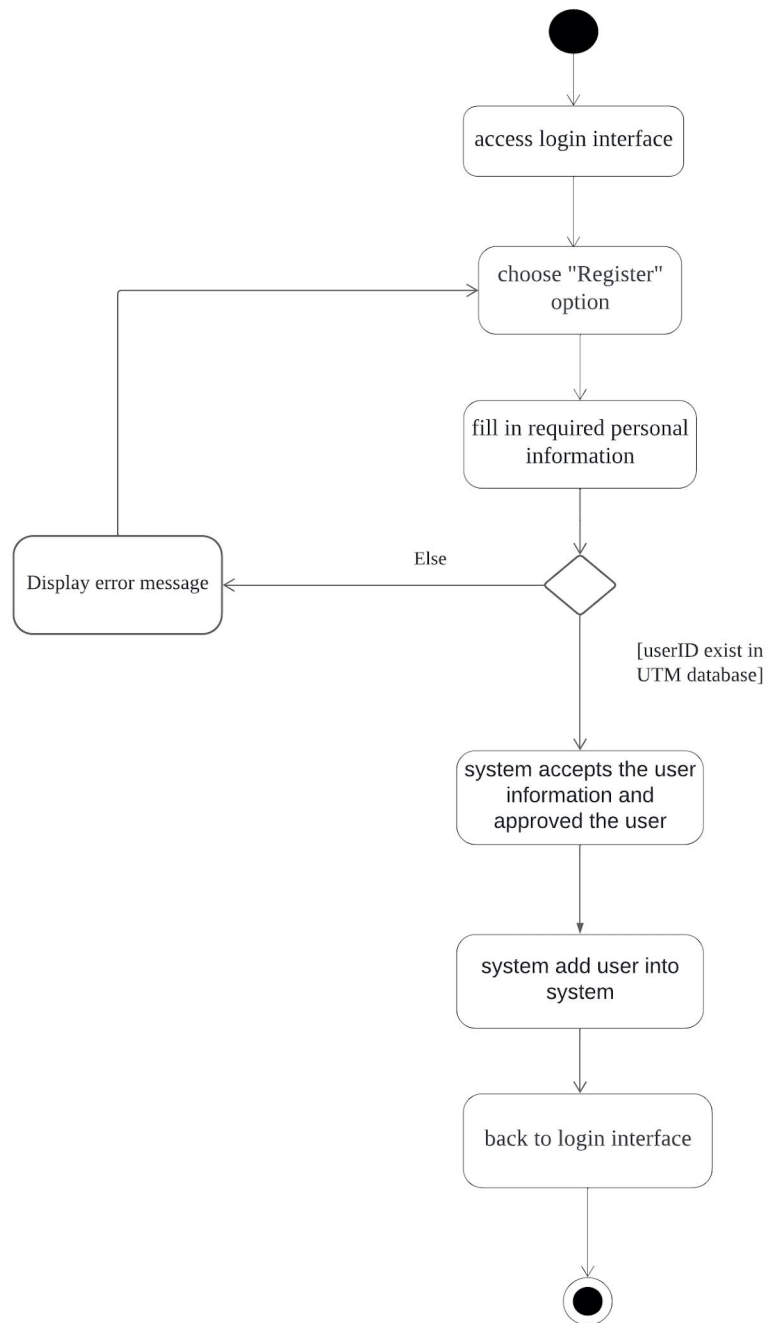 access login interface
choose "Register"
option
fill in required personal
information
Else
Display error message
[userID exist in
UTM database]
system accepts the user
information and
approved the user
system add user into
system
back to login interface